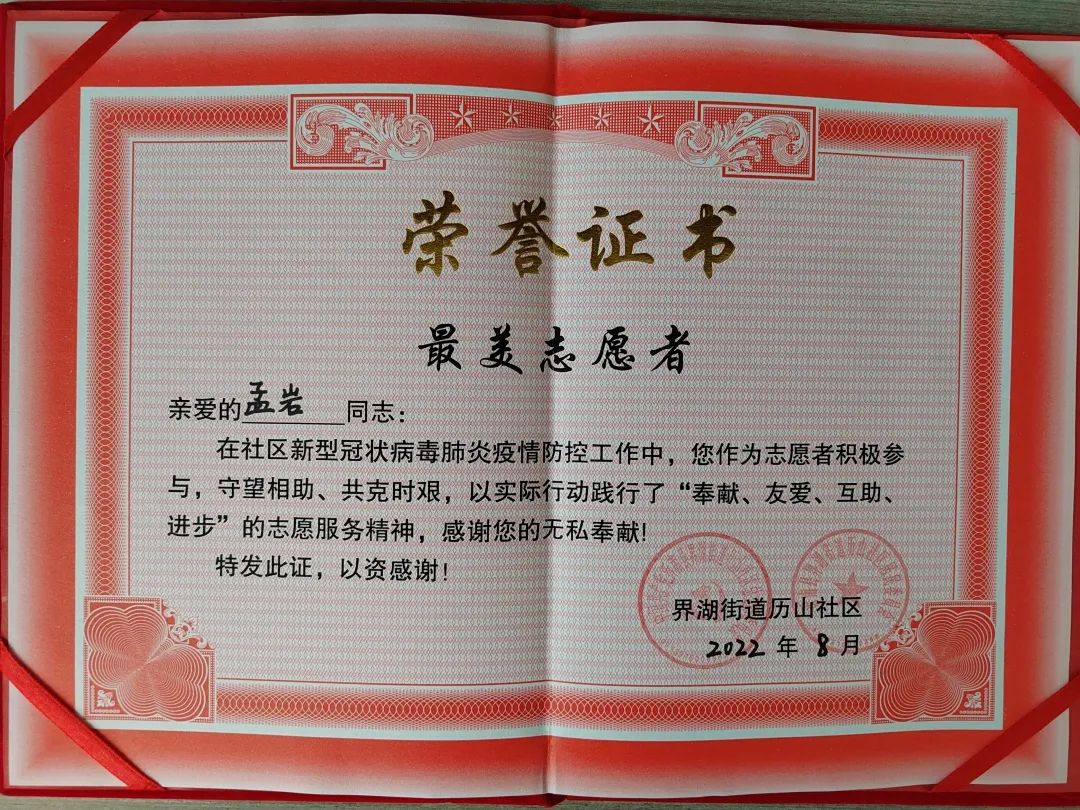 荣誉证书
最美志愿者
亲爱的孟岩 同志：
在社区新型冠状病毒肺炎疫情防控工作中，您作为志愿者积极参
与，守望相助、共克时艰，以实际行动践行了“奉献、友爱、互助、
进步”的志愿服务精神，感谢您的无私奉献!
特发此证，以资感谢!
界湖街道历山社区
2022 年 8 月